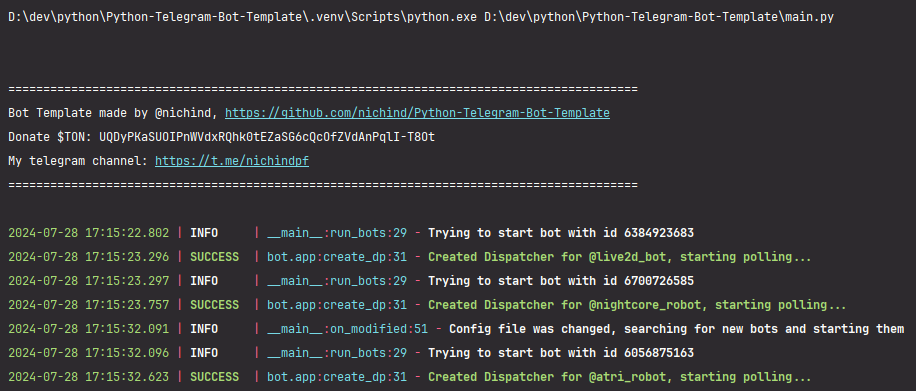 D:\dev\python\Python-Telegram-Bot-Template\.venv\Scripts\python.exe D:\dev\python\Python-Telegram-Bot-Template\main.py
==========================================================================================
Bot Template made by @nichind, https://github.com/nichind/Python-Telegram-Bot-Template
Donate $TON: UQDyPKaSUOIPnWVdxRQhk0tEZaSG6cQcOfZVdAnPqlI-T8Ot
My telegram channel: https://t.me/nichindpf
==========================================================================================
2024-07-28 17:15:22.802 | INFO     | __main__:run_bots:29 - Trying to start bot with id 6384923683
2024-07-28 17:15:23.296 | SUCCESS  | bot.app:create_dp:31 - Created Dispatcher for @live2d_bot, starting polling...
2024-07-28 17:15:23.297 | INFO     | __main__:run_bots:29 - Trying to start bot with id 6700726585
2024-07-28 17:15:23.757 | SUCCESS  | bot.app:create_dp:31 - Created Dispatcher for @nightcore_robot, starting polling...
2024-07-28 17:15:32.091 | INFO     | __main__:on_modified:51 - Config file was changed, searching for new bots and starting them
2024-07-28 17:15:32.096 | INFO     | __main__:run_bots:29 - Trying to start bot with id 6056875163
2024-07-28 17:15:32.623 | SUCCESS  | bot.app:create_dp:31 - Created Dispatcher for @atri_robot, starting polling...